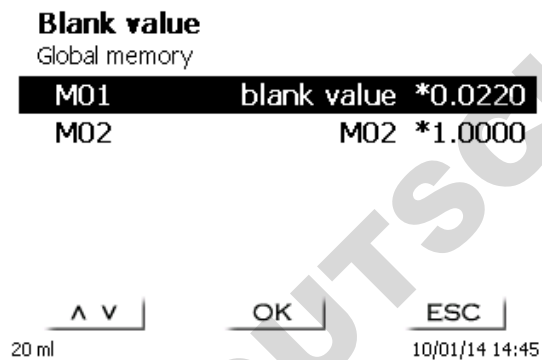 Blank value
Global memory
M01 blank value *0.0220
M02 M02 *1.0000
∧ ∨ OK ESC
20 ml 10/01/14 14:45